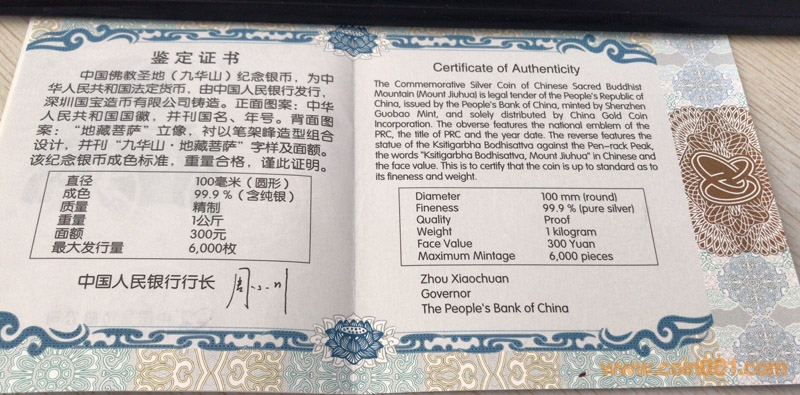 鉴定证书
中国佛教圣地（九华山）纪念银币，为中
华人民共和国法定货币，由中国人民银行发行，
深圳国宝造币有限公司铸造。正面图案：中华
人民共和国国徽，并刊国名、年号。背面图
案：“地藏菩萨”立像，衬以笔架峰造型组合
设计，并刊“九华山·地藏菩萨”字样及面额。
该纪念银币成色标准，重量合格，谨此证明。
直径 100毫米（圆形）
成色 99.9％（含纯银）
质量 精制
重量 1公斤
面额 300元
最大发行量 6,000枚
中国人民银行行长 周小川
Certificate of Authenticity
The Commemorative Silver Coin of Chinese Sacred Buddhist
Mountain (Mount Jiuhua) is legal tender of the People's Republic of
China, issued by the People's Bank of China, minted by Shenzhen
Guobao Mint, and solely distributed by China Gold Coin
Incorporation. The obverse features the national emblem of the
PRC, the title of PRC and the year date. The reverse features the
statue of the Ksitigarbha Bodhisattva against the Pen-rack Peak,
the words "Ksitigarbha Bodhisattva, Mount Jiuhua" in Chinese and
the face value. This is to certify that the coin is up to standard as to
its fineness and weight.
Diameter 100 mm (round)
Fineness 99.9 % (pure silver)
Quality Proof
Weight 1 kilogram
Face Value 300 Yuan
Maximum Mintage 6,000 pieces
Zhou Xiaochuan
Governor
The People's Bank of China
www.coin001.com